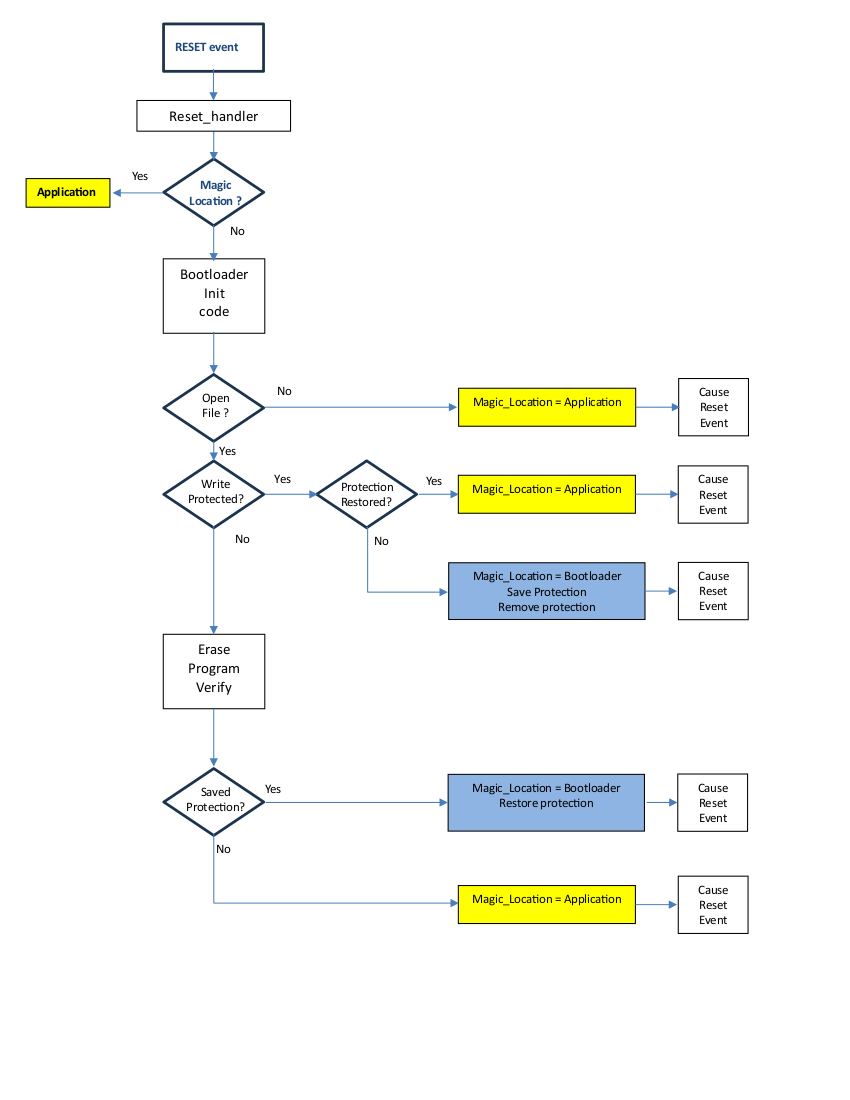 RESET event
Reset_handler
Yes
Application
Magic
Location ?
No
Bootloader
Init
code
Open
File ?
No
Magic_Location = Application
Cause
Reset
Event
Yes
Write
Protected?
Yes
Protection
Restored?
Yes
Magic_Location = Application
Cause
Reset
Event
No
No
Magic_Location = Bootloader
Save Protection
Remove protection
Cause
Reset
Event
Erase
Program
Verify
Saved
Protection?
Yes
Magic_Location = Bootloader
Restore protection
Cause
Reset
Event
No
Magic_Location = Application
Cause
Reset
Event